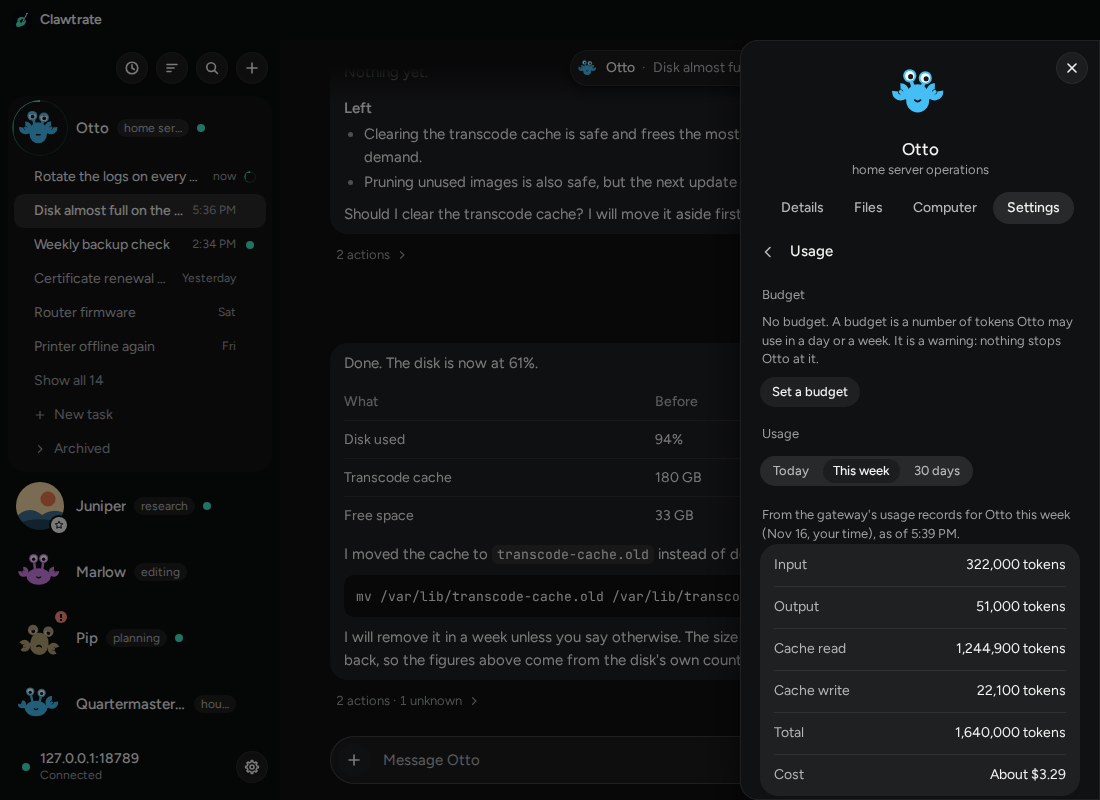 Clawtrate
Otto
home ser...
Rotate the logs on every ...
now
Disk almost full on the ...
5:36 PM
Weekly backup check
2:34 PM
Certificate renewal ...
Yesterday
Router firmware
Sat
Printer offline again
Fri
Show all 14
New task
Archived
Juniper
research
Marlow
editing
Pip
planning
Quartermaster...
hou...
127.0.0.1:18789
Connected
Otto · Disk almost fu
Nothing yet.
Left
• Clearing the transcode cache is safe and frees the most
demand.
• Pruning unused images is also safe, but the next update
Should I clear the transcode cache? I will move it aside first
2 actions
Done. The disk is now at 61%.
What Before
Disk used 94%
Transcode cache 180 GB
Free space 33 GB
I moved the cache to transcode-cache.old instead of d
mv /var/lib/transcode-cache.old /var/lib/transco
I will remove it in a week unless you say otherwise. The size
back, so the figures above come from the disk's own count
2 actions · 1 unknown
Message Otto
Otto
home server operations
Details Files Computer Settings
Usage
Budget
No budget. A budget is a number of tokens Otto may
use in a day or a week. It is a warning: nothing stops
Otto at it.
Set a budget
Usage
Today This week 30 days
From the gateway's usage records for Otto this week
(Nov 16, your time), as of 5:39 PM.
Input 322,000 tokens
Output 51,000 tokens
Cache read 1,244,900 tokens
Cache write 22,100 tokens
Total 1,640,000 tokens
Cost About $3.29